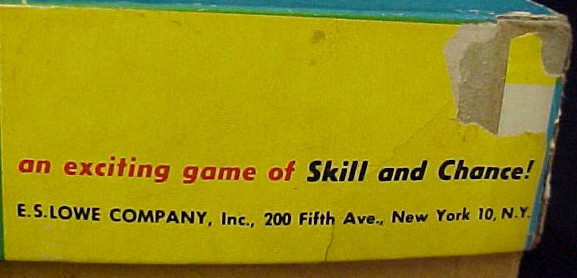 an exciting game of Skill and Chance!
E.S.LOWE COMPANY, Inc., 200 Fifth Ave., New York 10, N.Y.